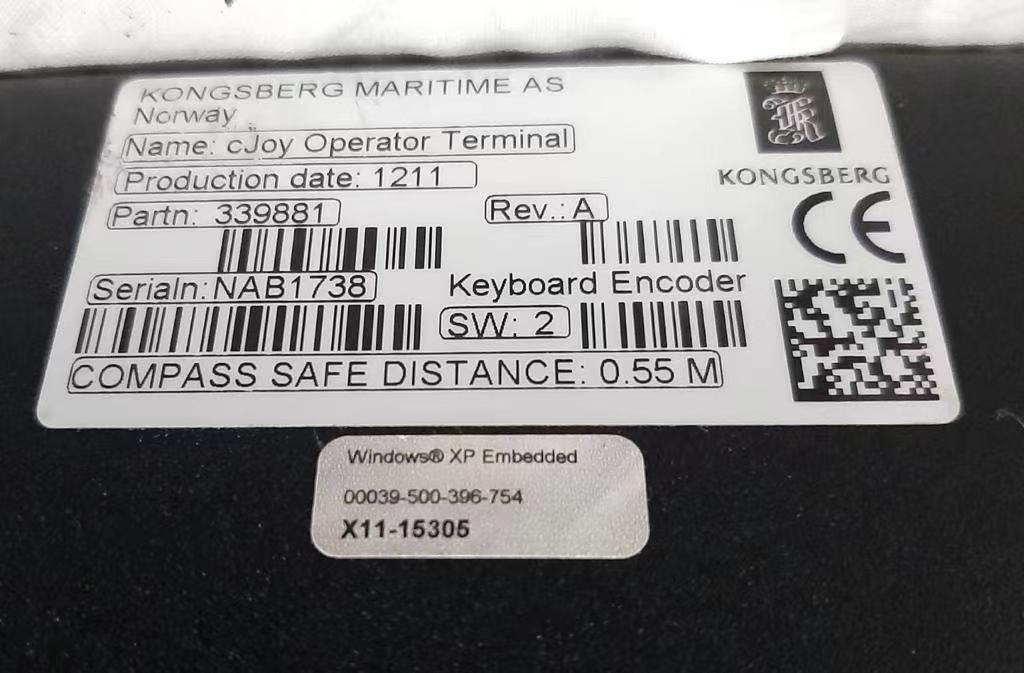 KONGSBERG MARITIME AS
Norway
Name: cJoy Operator Terminal
Production date: 1211
Partn: 339881
Rev.: A
KONGSBERG
CE
Serialn: NAB1738
Keyboard Encoder
SW: 2
COMPASS SAFE DISTANCE: 0.55 M
Windows® XP Embedded
00039-500-396-754
X11-15305